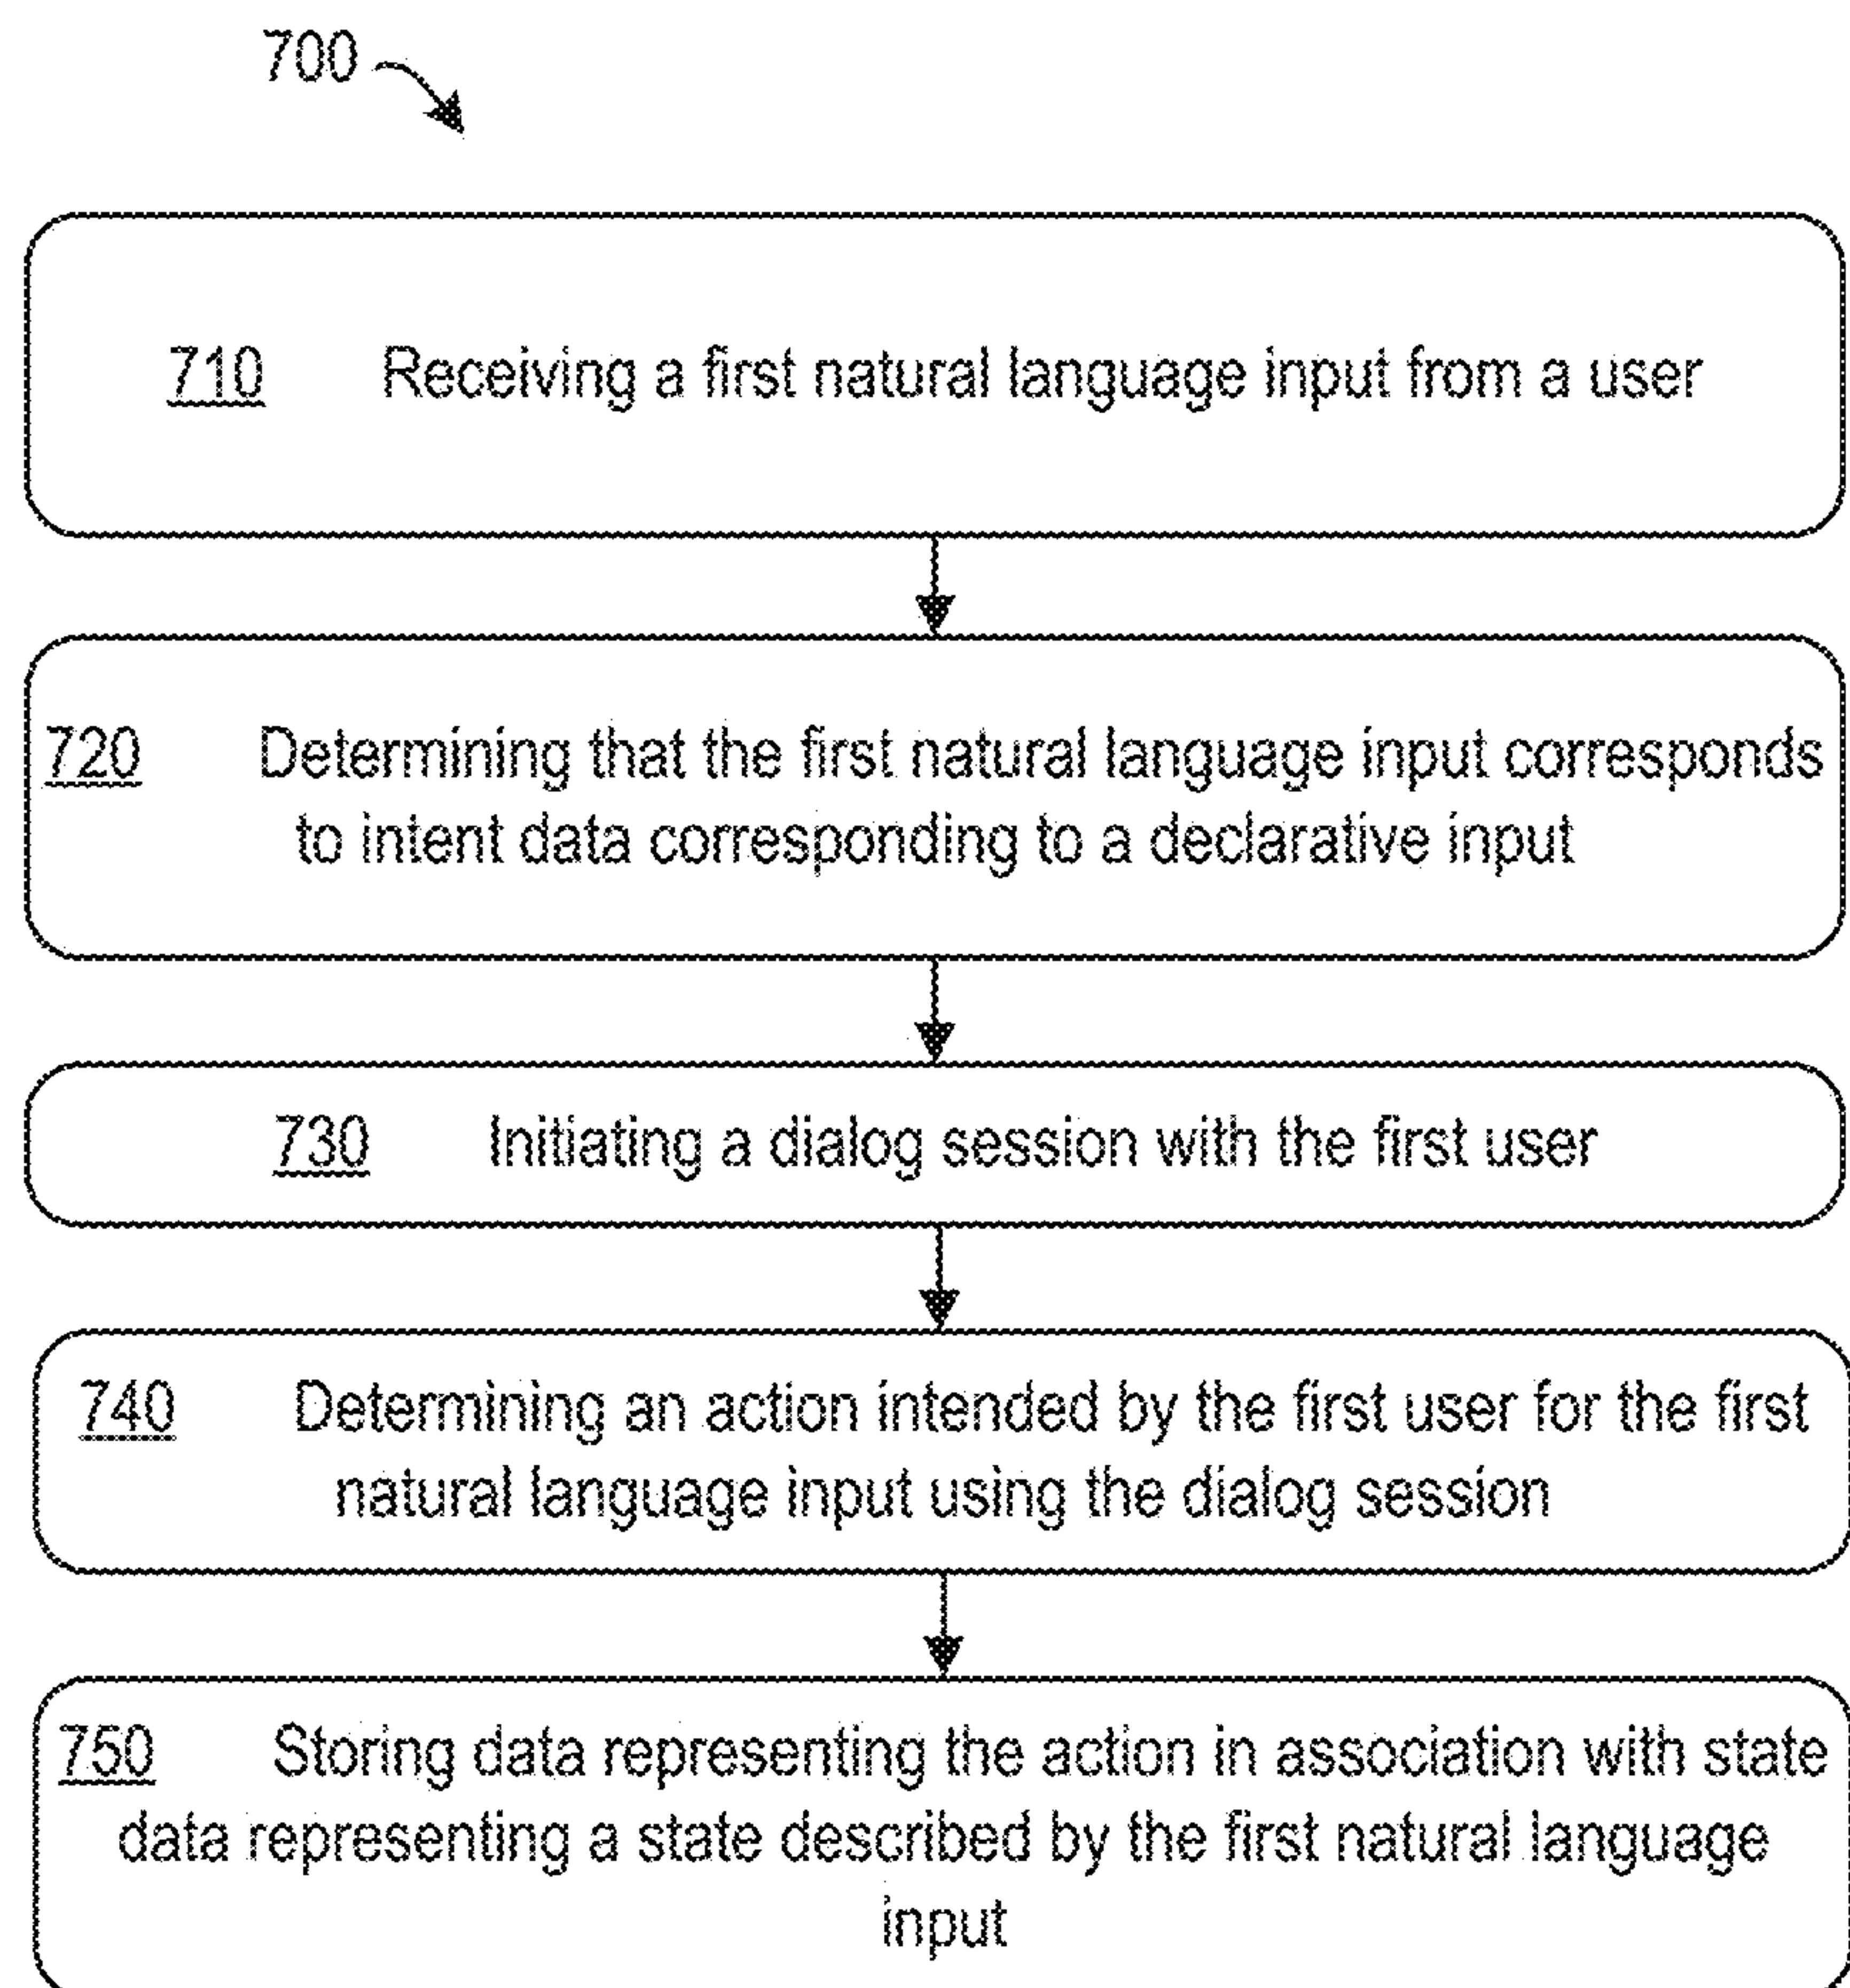 700
710 Receiving a first natural language input from a user
720 Determining that the first natural language input corresponds
to intent data corresponding to a declarative input
730 Initiating a dialog session with the first user
740 Determining an action intended by the first user for the first
natural language input using the dialog session
750 Storing data representing the action in association with state
data representing a state described by the first natural language
input